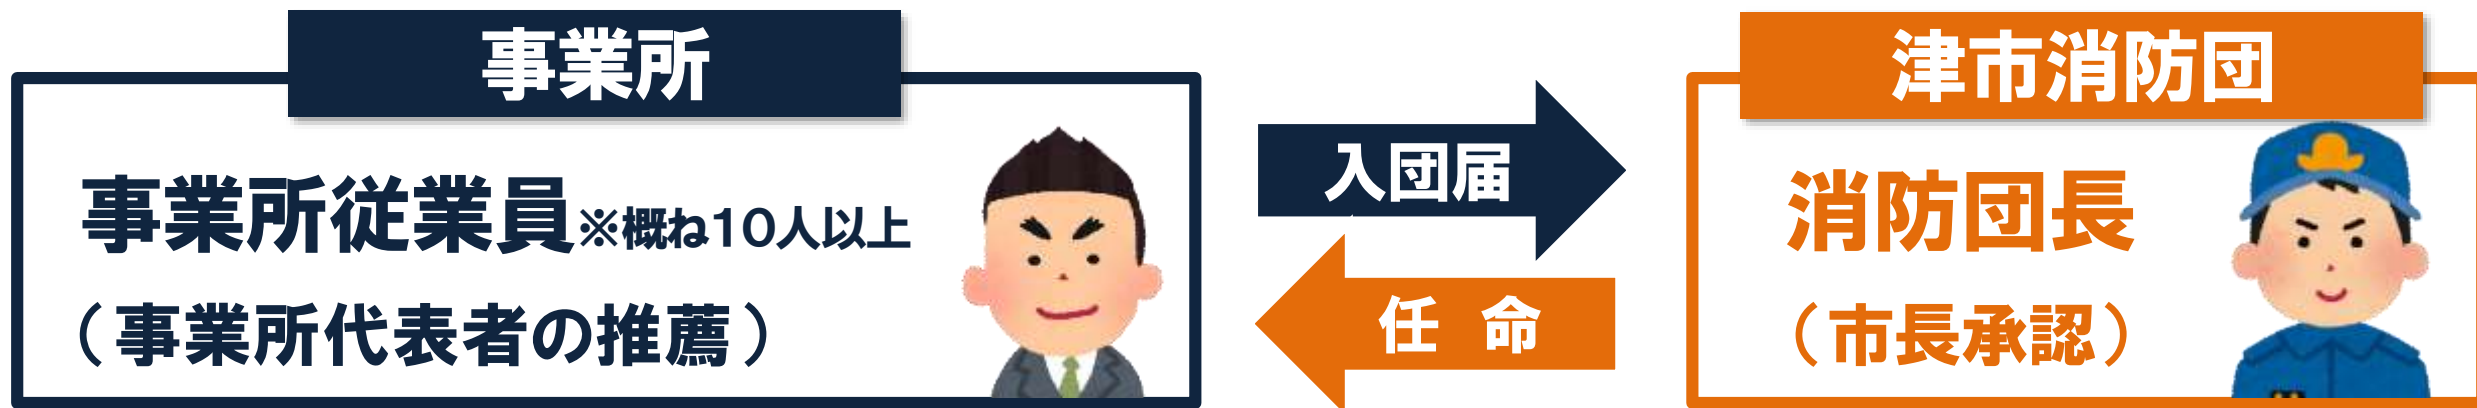 事業所
事業所従業員※概ね10人以上
（事業所代表者の推薦）
入団届
任　命
津市消防団
消防団長
（市長承認）